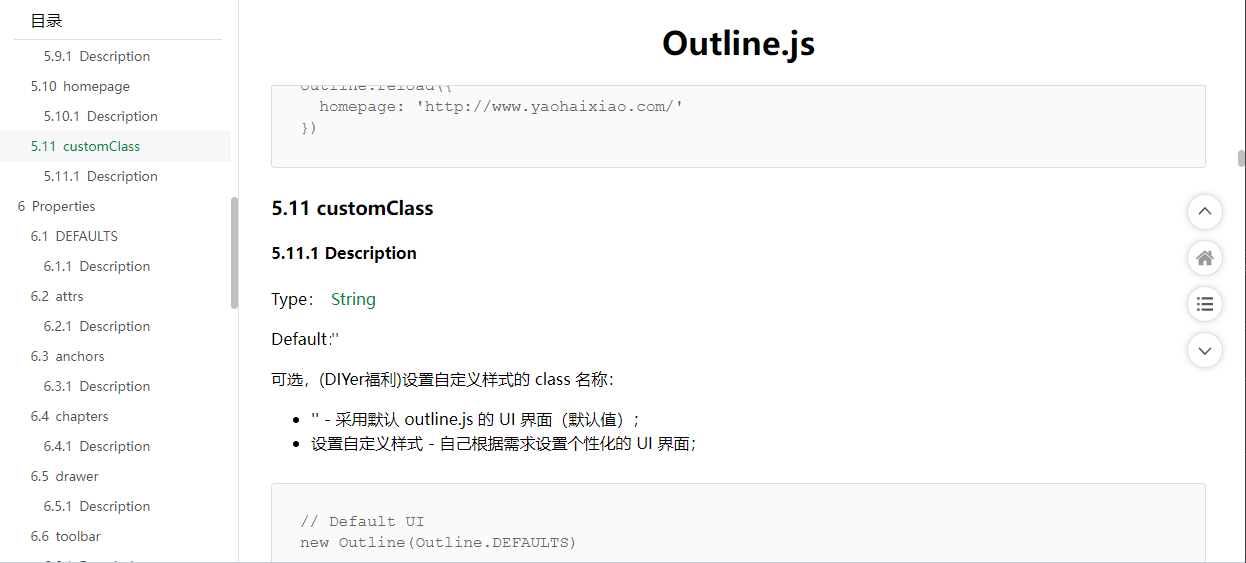 目录
5.9.1 Description
5.10 homepage
5.10.1 Description
5.11 customClass
5.11.1 Description
6 Properties
6.1 DEFAULTS
6.1.1 Description
6.2 attrs
6.2.1 Description
6.3 anchors
6.3.1 Description
6.4 chapters
6.4.1 Description
6.5 drawer
6.5.1 Description
6.6 toolbar
Outline.js
outline.reload({
homepage: 'http://www.yaohaixiao.com/'
})
5.11 customClass
5.11.1 Description
Type： String
Default:''
可选，(DIYer福利)设置自定义样式的 class 名称：
'' - 采用默认 outline.js 的 UI 界面（默认值）；
设置自定义样式 - 自己根据需求设置个性化的 UI 界面；
// Default UI
new Outline(Outline.DEFAULTS)